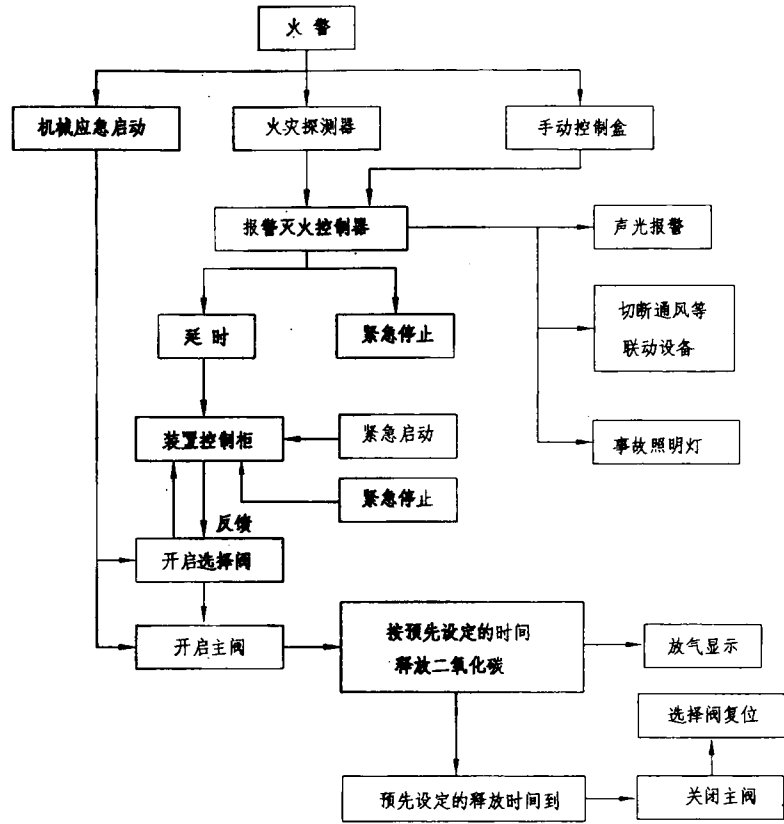 火警
机械应急启动
火灾探测器
手动控制盒
报警灭火控制器
声光报警
延时
紧急停止
切断通风等
联动设备
装置控制柜
紧急启动
事故照明灯
紧急停止
反馈
开启选择阀
开启主阀
按预先设定的时间
释放二氧化碳
放气显示
选择阀复位
预先设定的释放时间到
关闭主阀